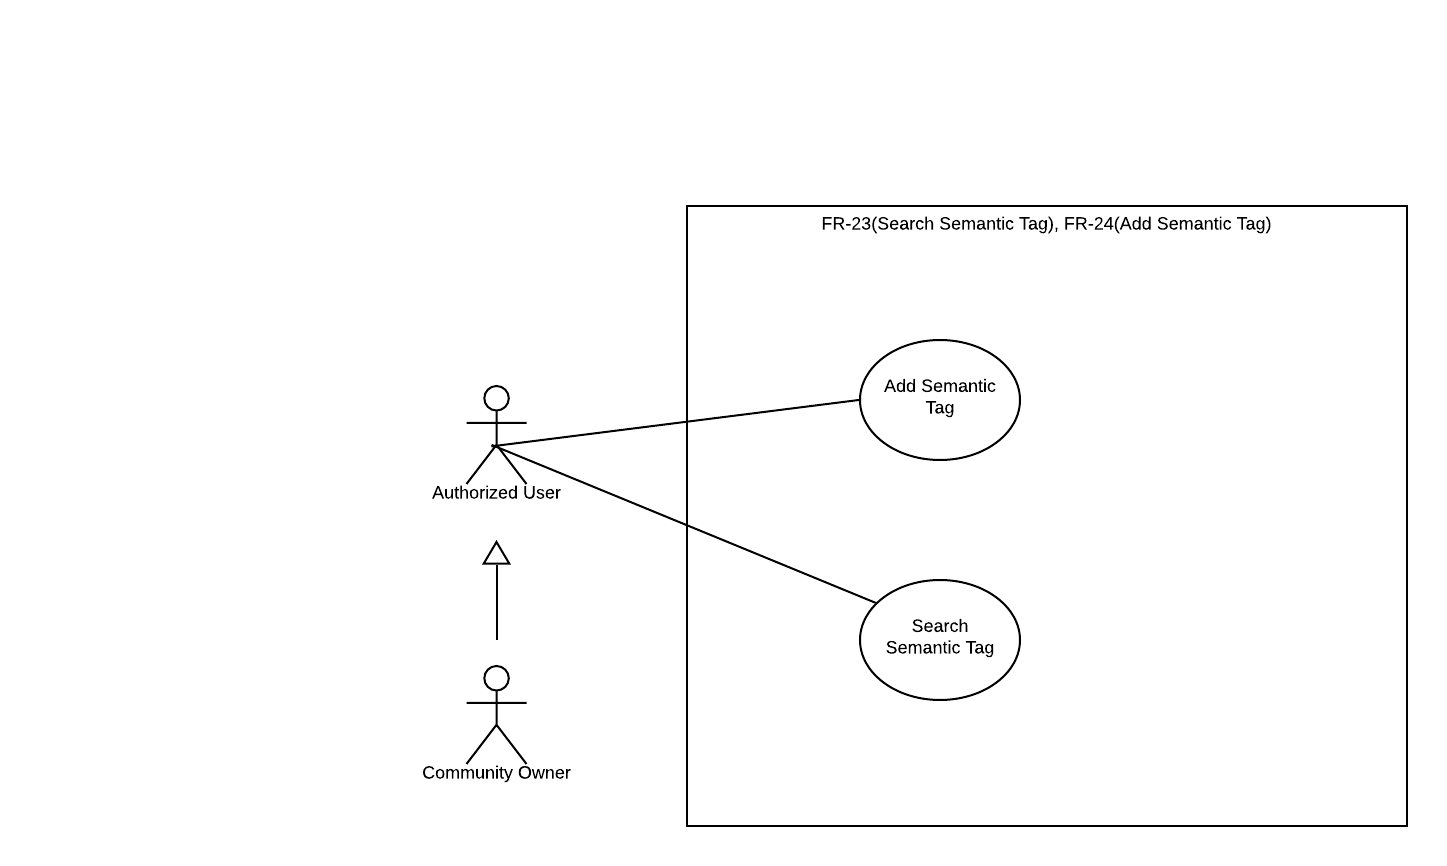 FR-23(Search Semantic Tag), FR-24(Add Semantic Tag)
Add Semantic
Tag
Authorized User
Search
Semantic Tag
Community Owner